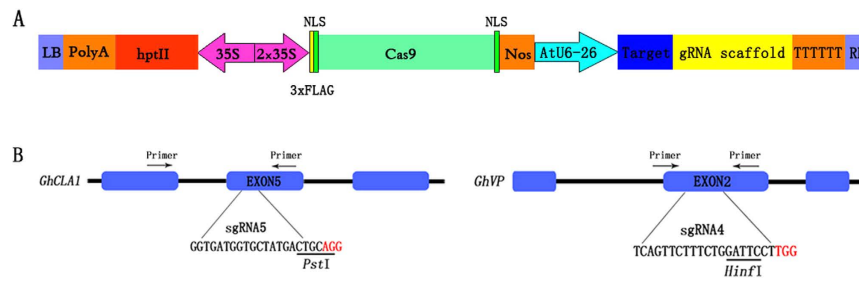 A
NLS NLS
LB PolyA hptII 35S 2x35S Cas9 Nos AtU6-26 Target gRNA scaffold TTTTTT
3xFLAG
B
Primer Primer Primer Primer
GhCLA1 EXON5 GhVP EXON2
sgRNA5 sgRNA4
GGTGATGGTGCTATGACTGCAGG TCAGTTCTTTCTGGATTCCTTGG
PstI HinfI